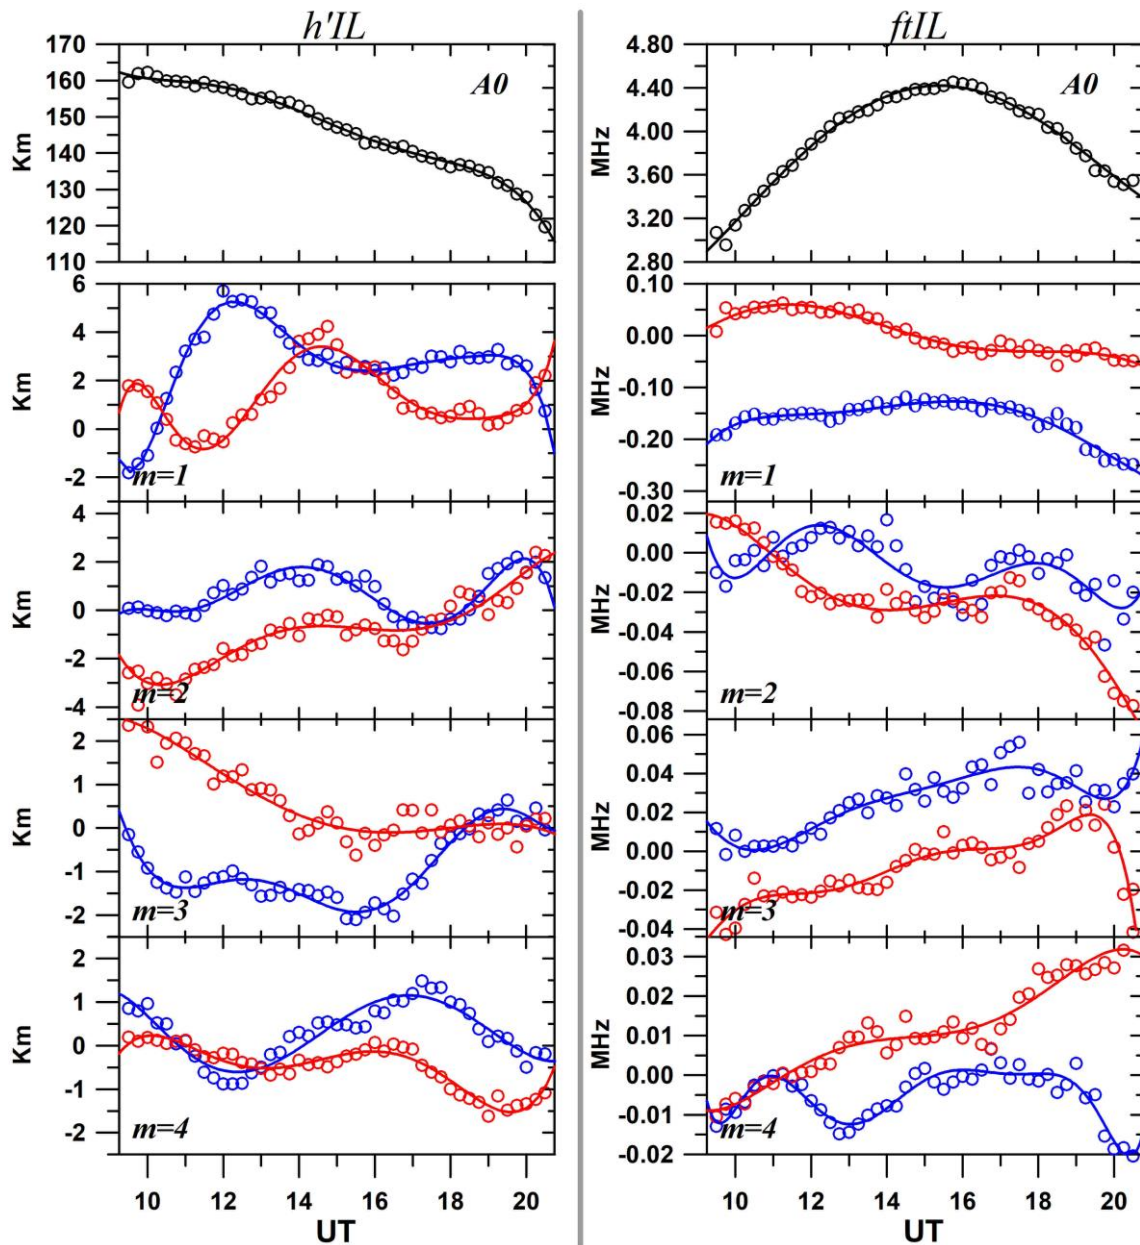 h'IL
ftIL
170
160
150
140
130
120
110
Km
A0
4.80
4.40
4.00
3.60
3.20
2.80
MHz
A0
6
4
2
0
-2
Km
m=1
0.10
0.00
-0.10
-0.20
-0.30
MHz
m=1
2
0
-2
-4
Km
m=2
0.02
0.00
-0.02
-0.04
-0.06
-0.08
MHz
m=2
2
1
0
-1
-2
Km
m=3
0.06
0.04
0.02
0.00
-0.02
-0.04
MHz
m=3
2
1
0
-1
-2
Km
m=4
0.03
0.02
0.01
0.00
-0.01
-0.02
MHz
m=4
10 12 14 16 18 20
UT
10 12 14 16 18 20
UT